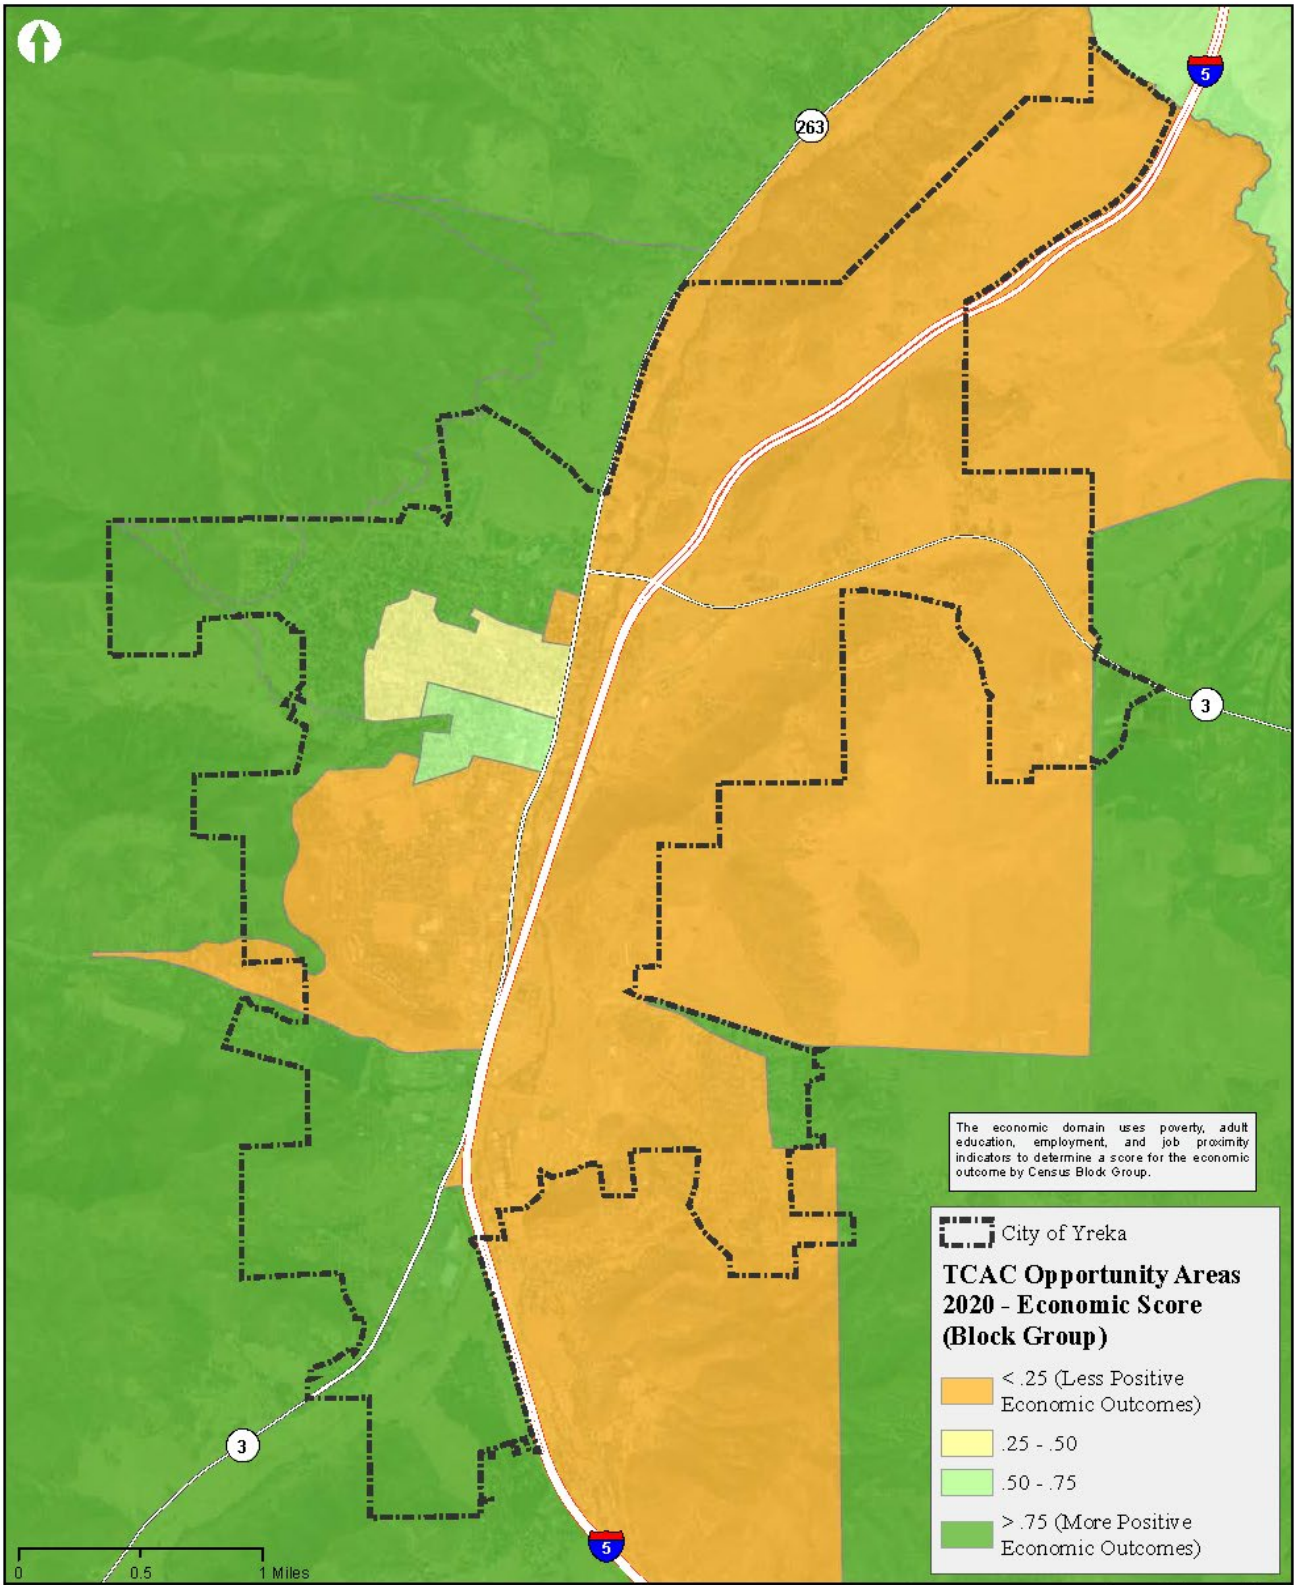 5
263
3
The economic domain uses poverty, adult
education, employment, and job proximity
indicators to determine a score for the economic
outcome by Census Block Group.
City of Yreka
TCAC Opportunity Areas
2020 - Economic Score
(Block Group)
< .25 (Less Positive
Economic Outcomes)
.25 - .50
.50 - .75
> .75 (More Positive
Economic Outcomes)
3
5
0 0.5 1 Miles